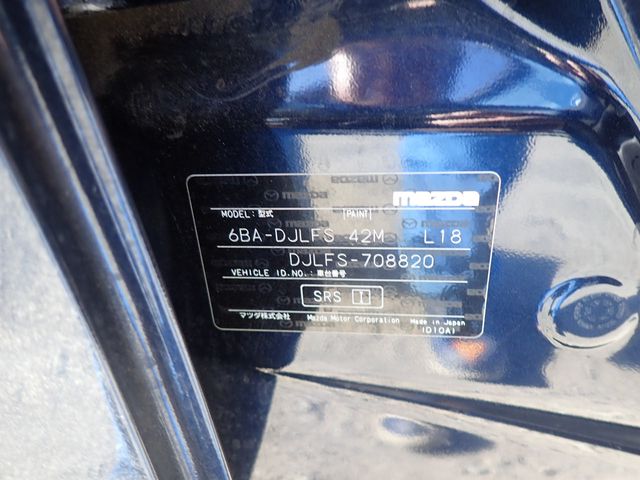 mazda
MODEL: 型式 PAINT
6BA-DJLFS 42M L18
DJLFS-708820
VEHICLE ID.NO.: 車台番号
SRS I
マツダ株式会社 Mazda Motor Corporation Made in Japan
ID10A1